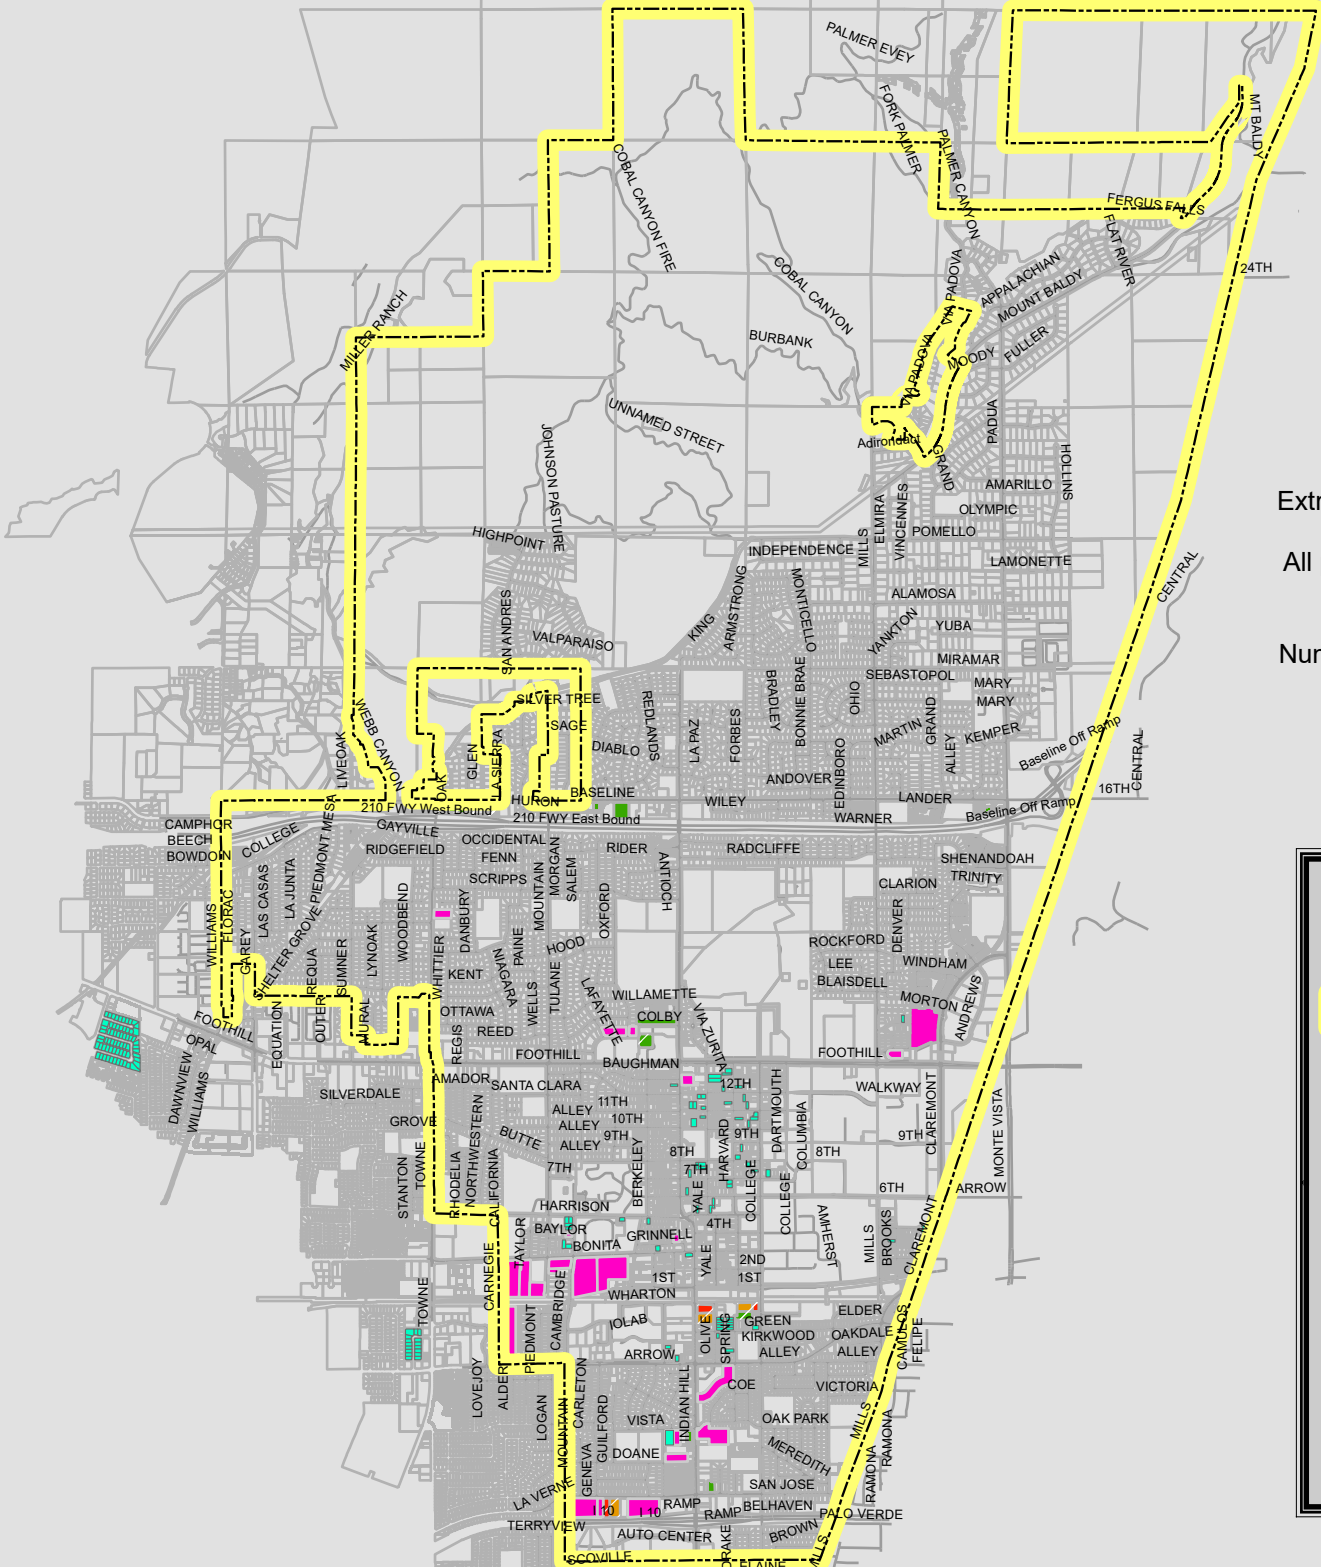 PALMER EVEY
FORK PALMER
MT BALDY
PALMER CANYON
COBAL CANYON FIRE
FERGUS FALLS
FLAT RIVER
24TH
COBAL CANYON
VIA PADOVA
APPALACHIAN
MOUNT BALDY
MILLER RANCH
BURBANK
VIA PADOVA
MOODY
FULLER
UNNAMED STREET
PADUA
JOHNSON PASTURE
Adirondact
GRAND
HOLLINS
AMARILLO
Extr
OLYMPIC
ELMIRA
VINCENNES
HIGHPOINT
POMELLO
MILLS
INDEPENDENCE
LAMONETTE
All
CENTRAL
ARMSTRONG
MONTICELLO
ALAMOSA
SAN ANDRES
KING
YUBA
YANKTON
VALPARAISO
Nur
MIRAMAR
SEBASTOPOL
MARY
MARY
SILVER TREE
BRADLEY
BONNIE BRAE
OHIO
REDLANDS
SAGE
LA PAZ
FORBES
MARTIN
GRAND
KEMPER
WEBB CANYON
DIABLO
LIVEOAK
GLEN
LA SIERRA
ALLEY
Baseline Off Ramp
CENTRAL
EDINBORO
ANDOVER
OAK
BASELINE
16TH
HURON
WILEY
LANDER
210 FWY West Bound
210 FWY East Bound
WARNER
Baseline Off Ramp
CAMPHOR
GAYVILLE
BEECH
COLLEGE
PIEDMONT MESA
OCCIDENTAL
RIDGEFIELD
RIDER
RADCLIFFE
BOWDOIN
FENN
SHENANDOAH
LAS CASAS
LA JUNTA
SCRIPPS
MOUNTAIN
MORGAN
SALEM
ANTIOCH
TRINITY
CLARION
WILLIAMS
FLORAC
WOODBEND
DANBURY
OXFORD
DENVER
GAREY
SHELTER GROVE
REQUA
SUMNER
LYNOAK
WHITTIER
PAINE
HOOD
ROCKFORD
LEE
WINDHAM
KENT
NIAGARA
WELLS
TULANE
LAFAYETTE
BLAISDELL
WILLAMETTE
MORTON
ANDREWS
FOOTHILL
OTTAWA
COLBY
VIA ZURITA
OPAL
EQUATION
OUTER
MURAL
REGIS
REED
FOOTHILL
BAUGHMAN
FOOTHILL
DAWNVIEW
WILLIAMS
AMADOR
SANTA CLARA
12TH
DARTMOUTH
WALKWAY
CLAREMONT
MONTE VISTA
SILVERDALE
11TH
ALLEY
10TH
COLUMBIA
GROVE
ALLEY
9TH
9TH
9TH
NORTHWESTERN
BUTTE
ALLEY
HARVARD
8TH
8TH
STANTON
TOWNE
RHODELIA
CALIFORNIA
7TH
BERKELEY
7TH
YALE
COLLEGE
COLLEGE
6TH
ARROW
HARRISON
TAYLOR
BAYLOR
GRINNELL
4TH
AMHERST
MILLS
BROOKS
CLAREMONT
BONITA
YALE
2ND
CARNEGIE
CAMBRIDGE
1ST
1ST
WHARTON
TOWNE
PIEDMONT
IOLAB
OLIVE
SPRING
GREEN
ELDER
KIRKWOOD
OAKDALE
CAMULOS
FELIPE
ARROW
ALLEY
ALLEY
LOVEJOY
ALDER
COE
VICTORIA
LOGAN
MOUNTAIN
CARLETON
GUILFORD
INDIAN HILL
VISTA
OAK PARK
MILLS
RAMONA
RAMONA
GENEVA
DOANE
MEREDITH
LA VERNE
SAN JOSE
I 10
I 10
RAMP
RAMP
BELHAVEN
PALO VERDE
TERRYVIEW
AUTO CENTER
DRAKE
BROWN
MILLS
SCOVILLE
ELAINE